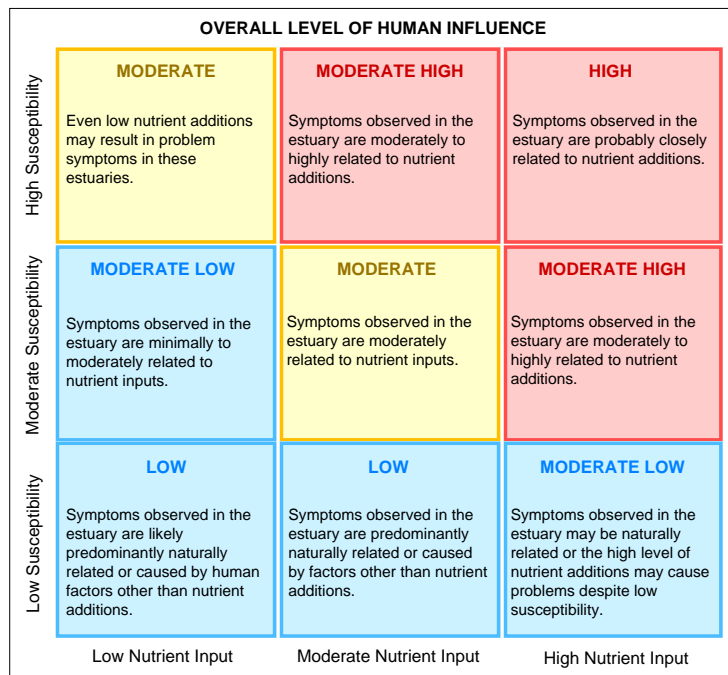 OVERALL LEVEL OF HUMAN INFLUENCE
High Susceptibility
MODERATE
Even low nutrient additions
may result in problem
symptoms in these
estuaries.
MODERATE HIGH
Symptoms observed in the
estuary are moderately to
highly related to nutrient
additions.
HIGH
Symptoms observed in the
estuary are probably closely
related to nutrient additions.
Moderate Susceptibility
MODERATE LOW
Symptoms observed in the
estuary are minimally to
moderately related to
nutrient inputs.
MODERATE
Symptoms observed in the
estuary are moderately
related to nutrient inputs.
MODERATE HIGH
Symptoms observed in the
estuary are moderately to
highly related to nutrient
additions.
Low Susceptibility
LOW
Symptoms observed in the
estuary are likely
predominantly naturally
related or caused by human
factors other than nutrient
additions.
LOW
Symptoms observed in the
estuary are predominantly
naturally related or caused
by factors other than nutrient
additions.
MODERATE LOW
Symptoms observed in the
estuary may be naturally
related or the high level of
nutrient additions may cause
problems despite low
susceptibility.
Low Nutrient Input
Moderate Nutrient Input
High Nutrient Input